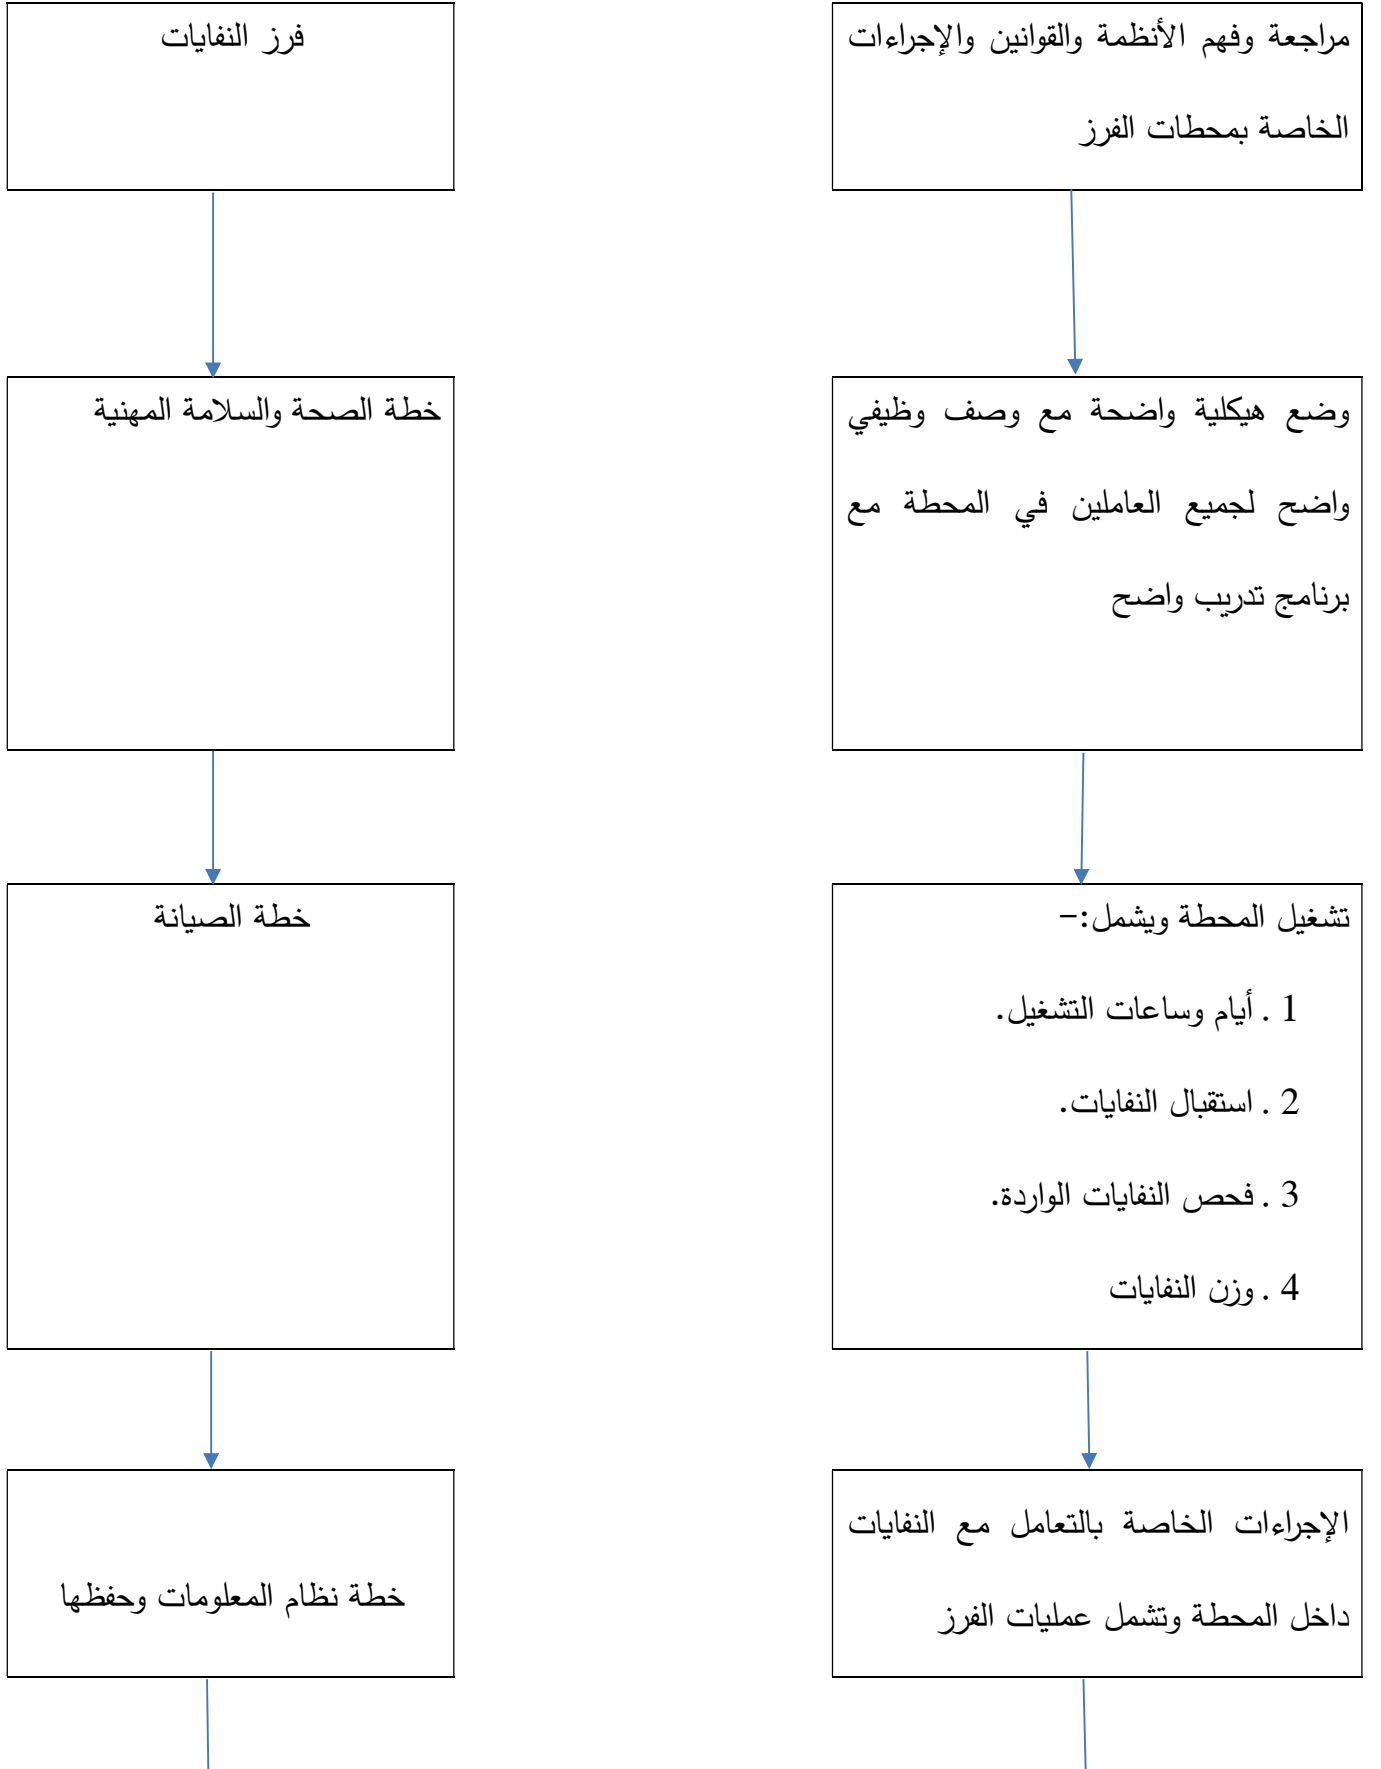 مراجعة وفهم الأنظمة والقوانين والإجراءات
الخاصة بمحطات الفرز
وضع هيكلية واضحة مع وصف وظيفي
واضح لجميع العاملين في المحطة مع
برنامج تدريب واضح
تشغيل المحطة ويشمل:-
1 . أيام وساعات التشغيل.
2 . استقبال النفايات.
3 . فحص النفايات الواردة.
4 . وزن النفايات
الإجراءات الخاصة بالتعامل مع النفايات
داخل المحطة وتشمل عمليات الفرز
فرز النفايات
خطة الصحة والسلامة المهنية
خطة الصيانة
خطة نظام المعلومات وحفظها